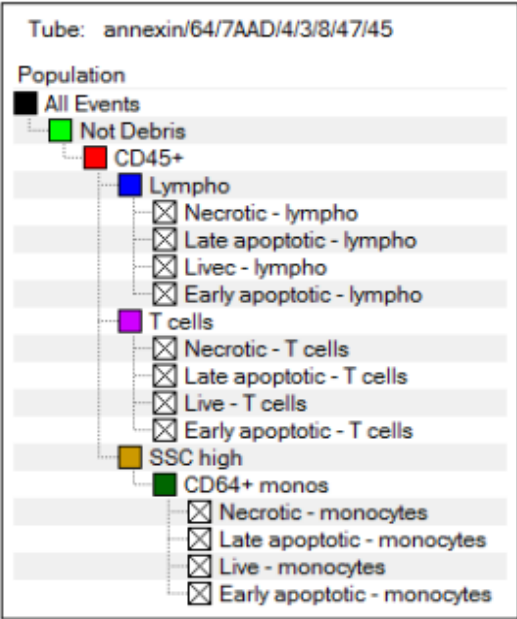 Tube: annexin/64/7AAD/4/3/8/47/45
Population
All Events
Not Debris
CD45+
Lympho
Necrotic - lympho
Late apoptotic - lympho
Livec - lympho
Early apoptotic - lympho
T cells
Necrotic - T cells
Late apoptotic - T cells
Live - T cells
Early apoptotic - T cells
SSC high
CD64+ monos
Necrotic - monocytes
Late apoptotic - monocytes
Live - monocytes
Early apoptotic - monocytes